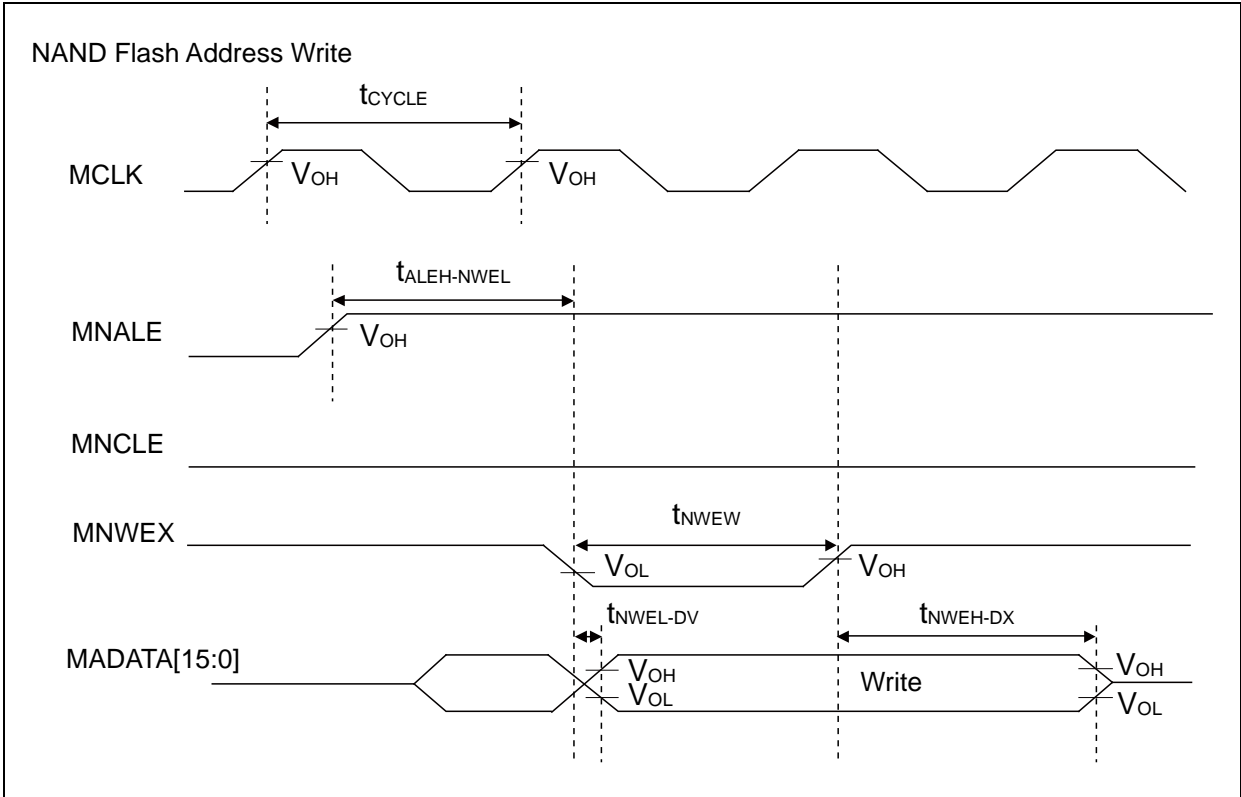 NAND Flash Address Write
tCYCLE
MCLK
VOH
VOH
tALEH-NWEL
MNALE
VOH
MNCLE
tNWEW
MNWEX
VOL
VOH
tNWEL-DV
tNWEH-DX
MADATA[15:0]
VOH
VOL
Write
VOH
VOL